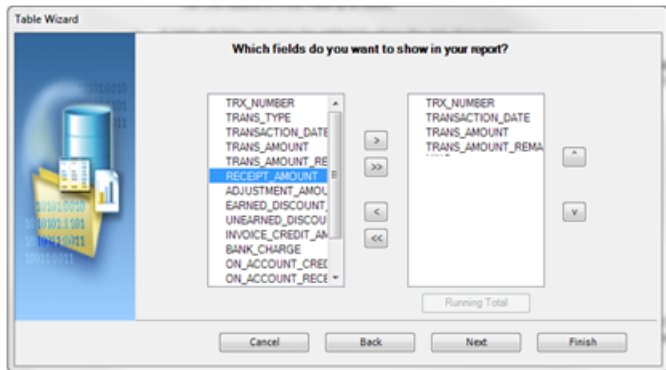 Table Wizard
Which fields do you want to show in your report?
TRX_NUMBER
TRANS_TYPE
TRANSACTION_DATE
TRANS_AMOUNT
TRANS_AMOUNT_RE
RECEIPT_AMOUNT
ADJUSTMENT_AMOU
EARNED_DISCOUNT_
UNEARNED_DISCOU
INVOICE_CREDIT_AM
BANK_CHARGE
ON_ACCOUNT_CRED
ON_ACCOUNT_RECE
>
>>
<
<<
TRX_NUMBER
TRANSACTION_DATE
TRANS_AMOUNT
TRANS_AMOUNT_REMA
^
v
Running Total
Cancel
Back
Next
Finish